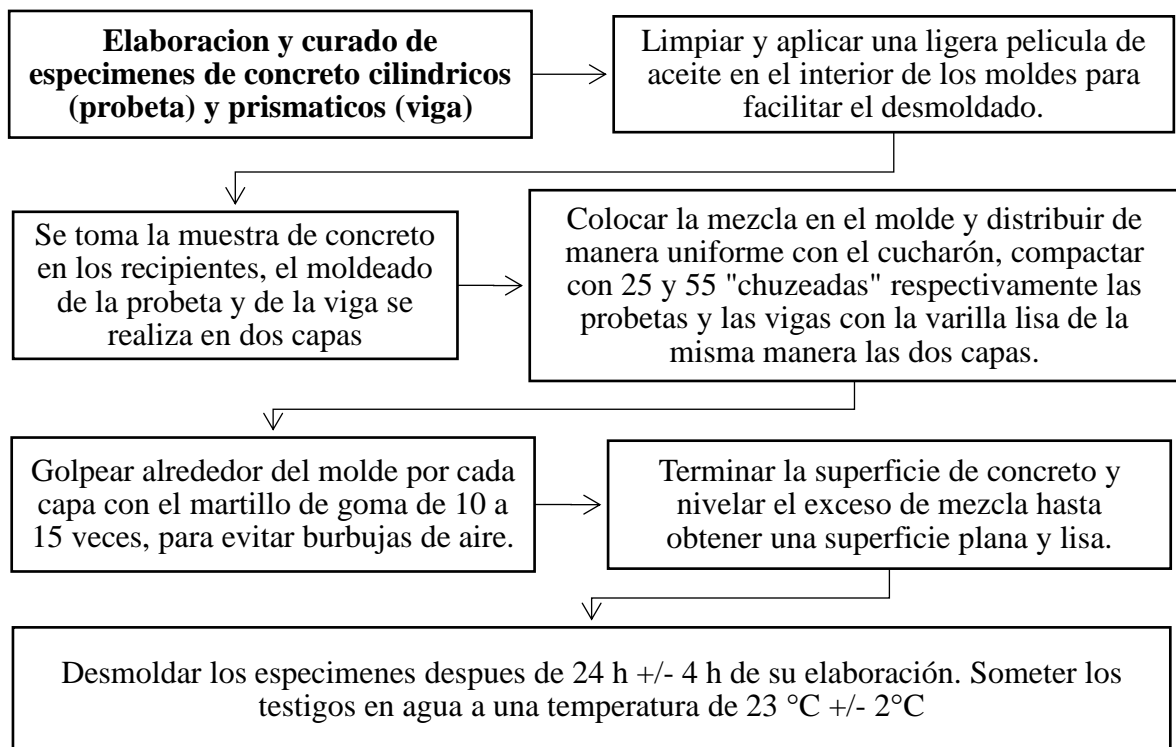 Elaboracion y curado de
especimenes de concreto cilindricos
(probeta) y prismaticos (viga)
Limpiar y aplicar una ligera pelicula de
aceite en el interior de los moldes para
facilitar el desmoldado.
Se toma la muestra de concreto
en los recipientes, el moldeado
de la probeta y de la viga se
realiza en dos capas
Colocar la mezcla en el molde y distribuir de
manera uniforme con el cucharón, compactar
con 25 y 55 "chuzeadas" respectivamente las
probetas y las vigas con la varilla lisa de la
misma manera las dos capas.
Golpear alrededor del molde por cada
capa con el martillo de goma de 10 a
15 veces, para evitar burbujas de aire.
Terminar la superficie de concreto y
nivelar el exceso de mezcla hasta
obtener una superficie plana y lisa.
Desmoldar los especimenes despues de 24 h +/- 4 h de su elaboración. Someter los
testigos en agua a una temperatura de 23 °C +/- 2°C